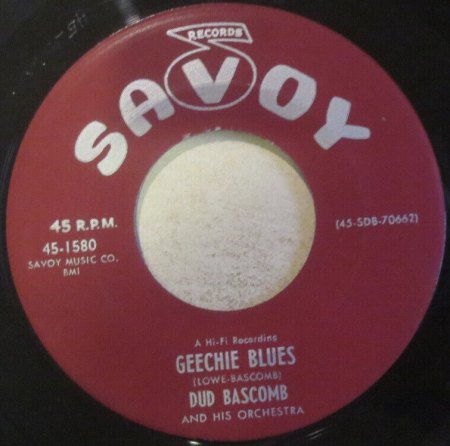 RECORDS
SAVOY
45 R.P.M.
45-1580
SAVOY MUSIC CO.
BMI
(45-SDB-70662)
A Hi-Fi Recording
GEECHIE BLUES
(LOWE-BASCOMB)
DUD BASCOMB
AND HIS ORCHESTRA